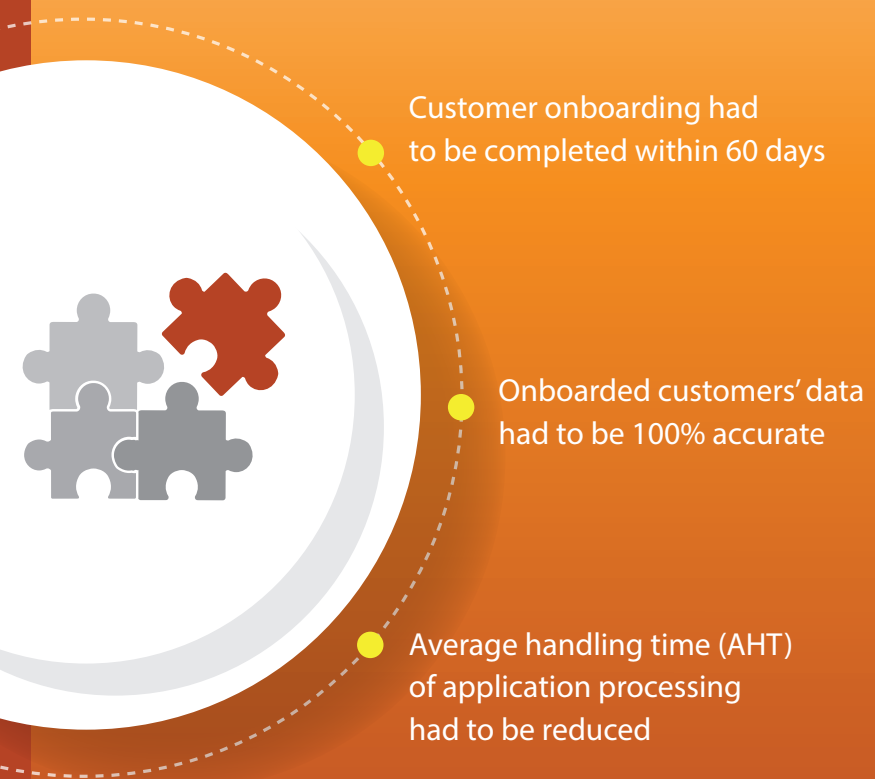 Customer onboarding had
to be completed within 60 days
Onboarded customers’ data
had to be 100% accurate
Average handling time (AHT)
of application processing
had to be reduced